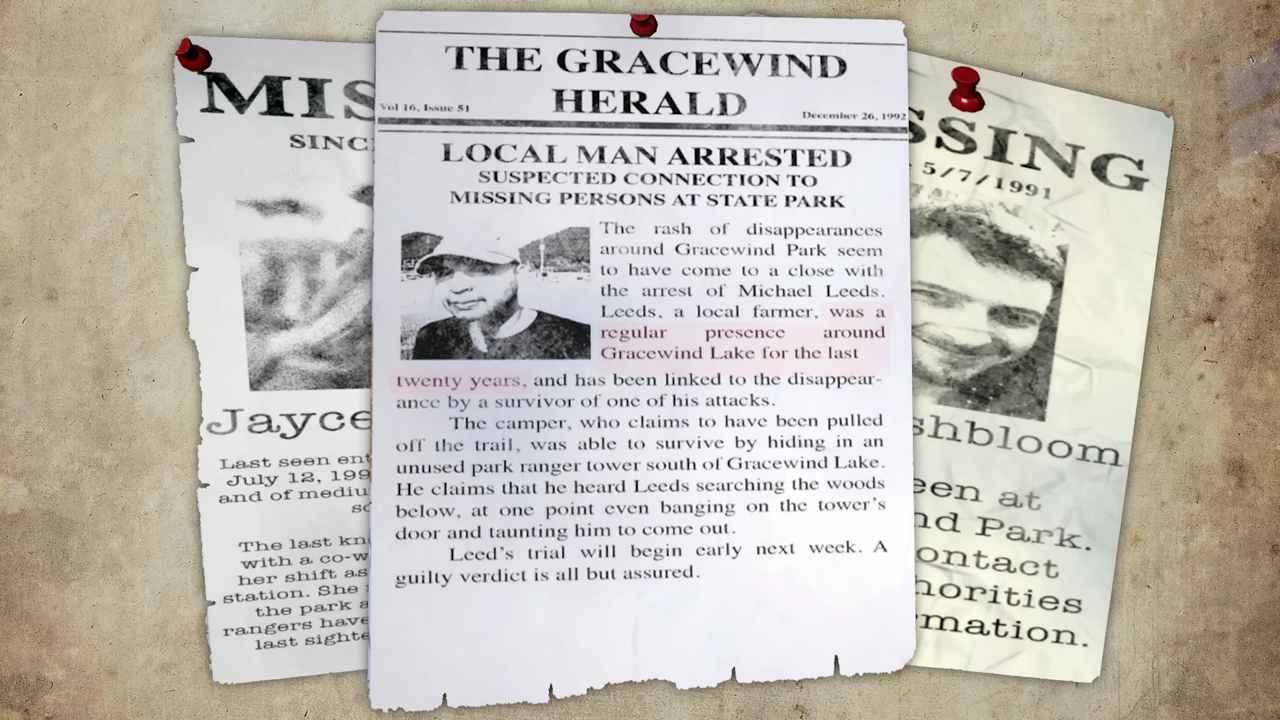 MIS
SINC
Jayce
Last seen ent
July 12, 199
and of mediu
sc
The last kn
with a co-w
her shift as
station. She
the park a
rangers have
last sighte
THE GRACEWIND
HERALD
Vol 16, Issue 51
December 26, 1992
LOCAL MAN ARRESTED
SUSPECTED CONNECTION TO
MISSING PERSONS AT STATE PARK
The rash of disappearances
around Gracewind Park seem
to have come to a close with
the arrest of Michael Leeds.
Leeds, a local farmer, was a
regular presence around
Gracewind Lake for the last
twenty years, and has been linked to the disappear-
ance by a survivor of one of his attacks.
The camper, who claims to have been pulled
off the trail, was able to survive by hiding in an
unused park ranger tower south of Gracewind Lake.
He claims that he heard Leeds searching the woods
below, at one point even banging on the tower's
door and taunting him to come out.
Leed's trial will begin early next week. A
guilty verdict is all but assured.
SSING
5/7/1991
shbloom
een at
nd Park.
ontact
horities
rmation.